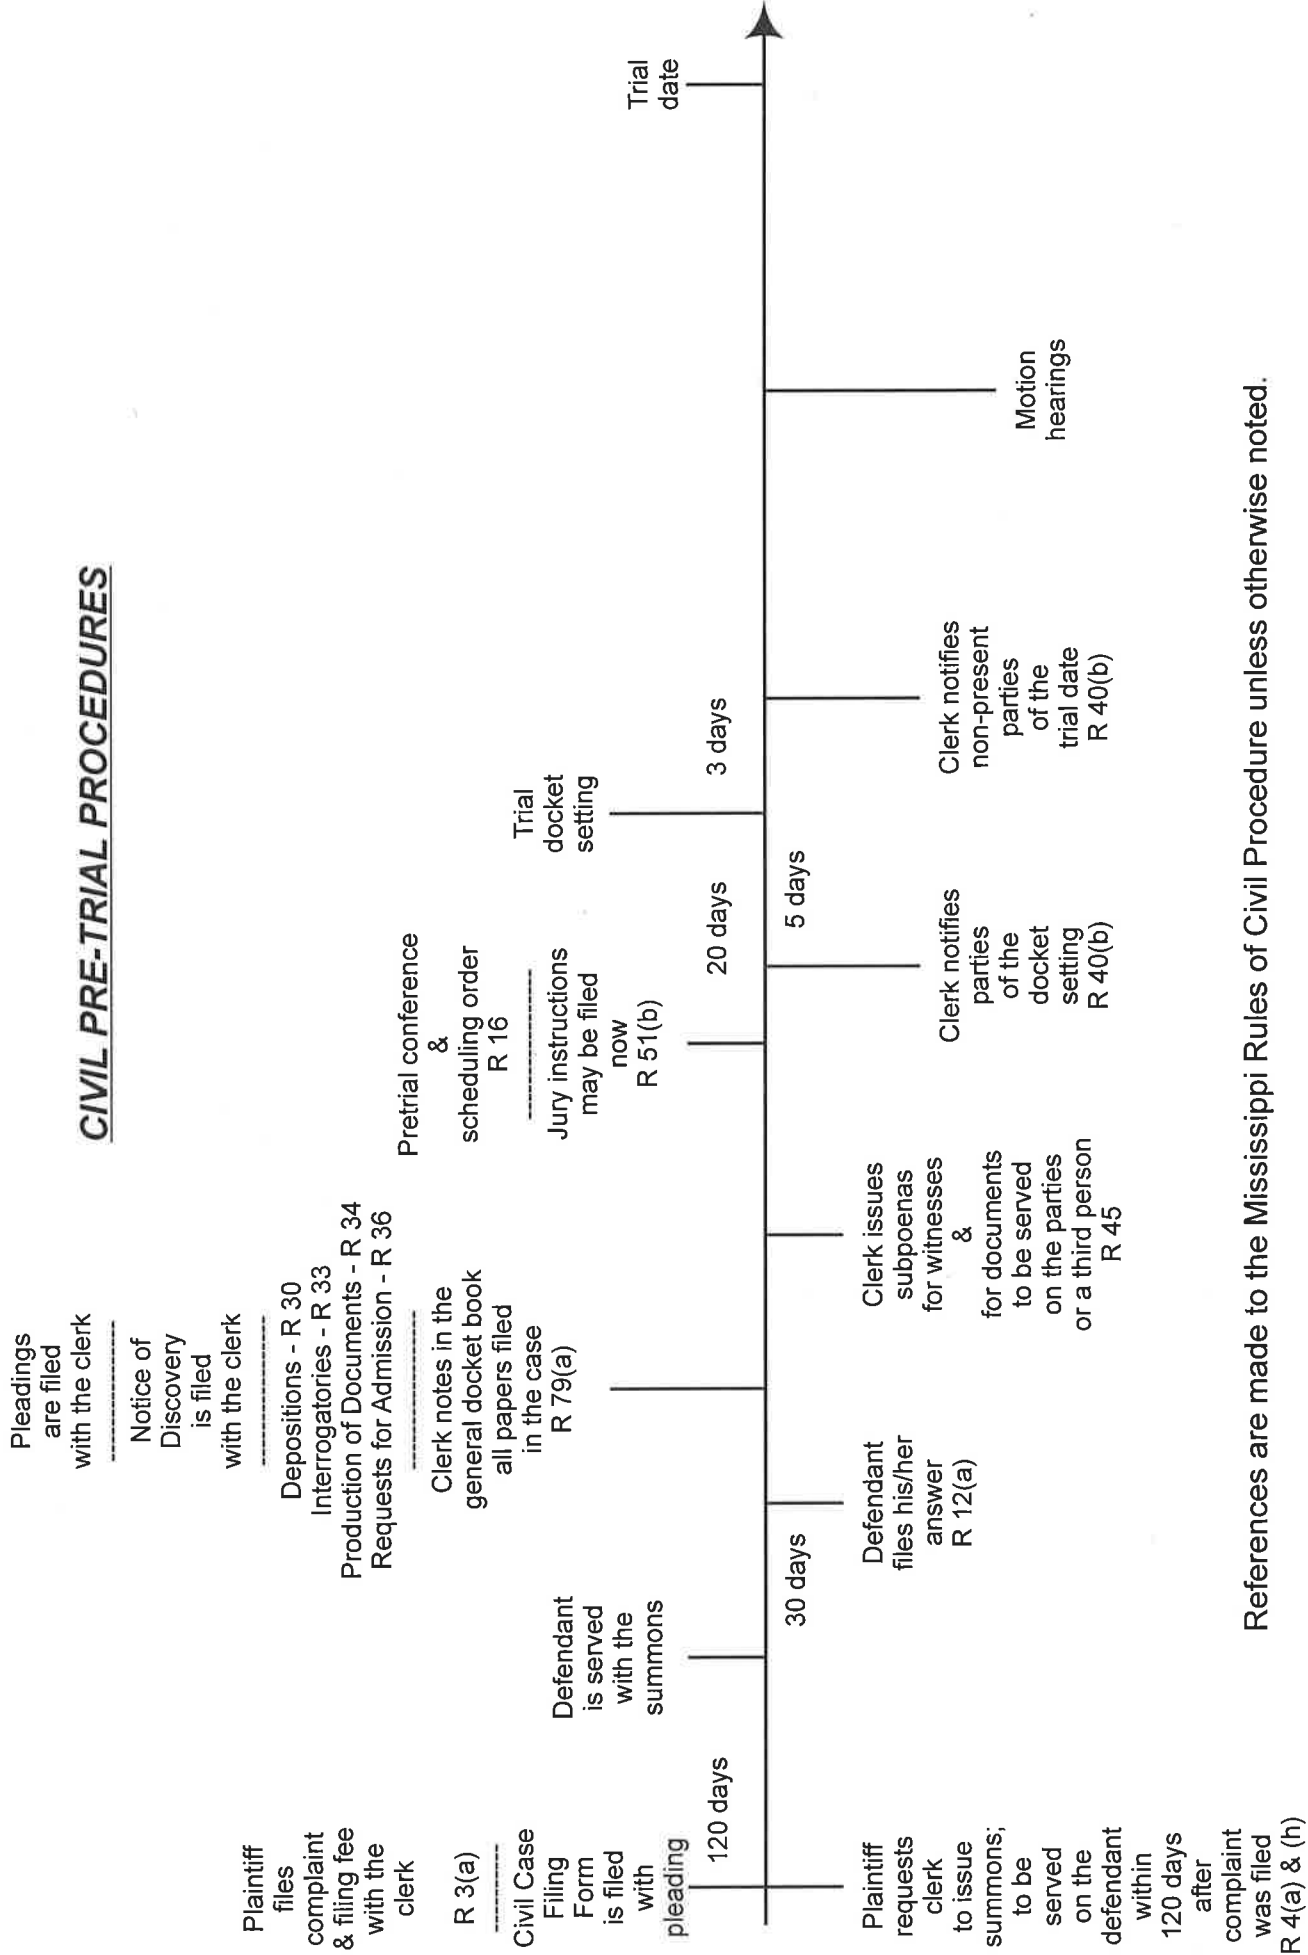 CIVIL PRE-TRIAL PROCEDURES
Plaintiff
files
complaint
& filing fee
with the
clerk
R 3(a)
Civil Case
Filing
Form
is filed
with
pleading
120 days
Plaintiff
requests
clerk
to issue
summons;
to be
served
on the
defendant
within
120 days
after
complaint
was filed
R 4(a) & (h)
Defendant
is served
with the
summons
30 days
Defendant
files his/her
answer
R 12(a)
Pleadings
are filed
with the clerk
Notice of
Discovery
is filed
with the clerk
Depositions - R 30
Interrogatories - R 33
Production of Documents - R 34
Requests for Admission - R 36
Clerk notes in the
general docket book
all papers filed
in the case
R 79(a)
Clerk issues
subpoenas
for witnesses
&
for documents
to be served
on the parties
or a third person
R 45
Pretrial conference
&
scheduling order
R 16
Jury instructions
may be filed
now
R 51(b)
20 days
Clerk notifies
parties
of the
docket
setting
R 40(b)
5 days
Trial
docket
setting
3 days
Clerk notifies
non-present
parties
of the
trial date
R 40(b)
Motion
hearings
Trial
date
References are made to the Mississippi Rules of Civil Procedure unless otherwise noted.